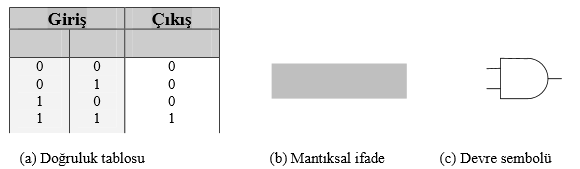 Giriş Çıkış
0 0 0
0 1 0
1 0 0
1 1 1
(a) Doğruluk tablosu (b) Mantıksal ifade (c) Devre sembolü